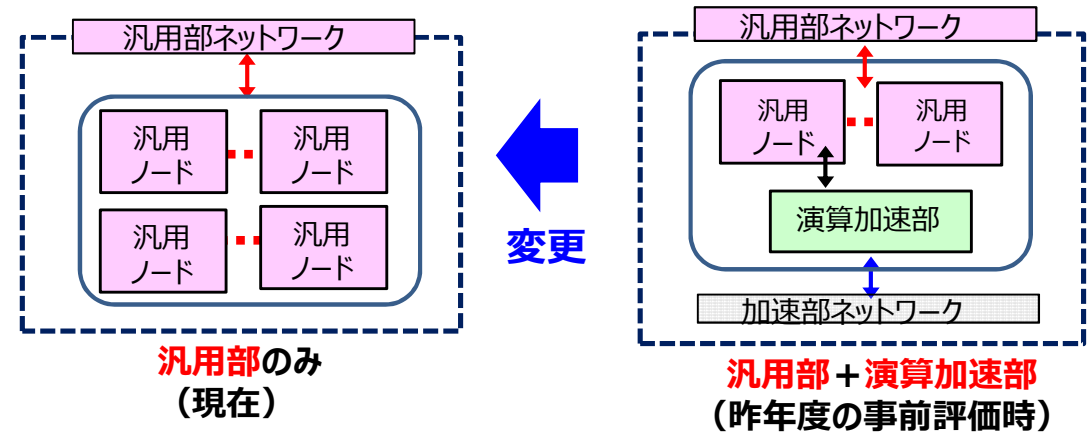 汎用部ネットワーク
汎用
ノード
汎用
ノード
汎用
ノード
汎用
ノード
汎用部のみ
（現在）
変更
汎用部ネットワーク
汎用
ノード
汎用
ノード
演算加速部
加速部ネットワーク
汎用部＋演算加速部
（昨年度の事前評価時）